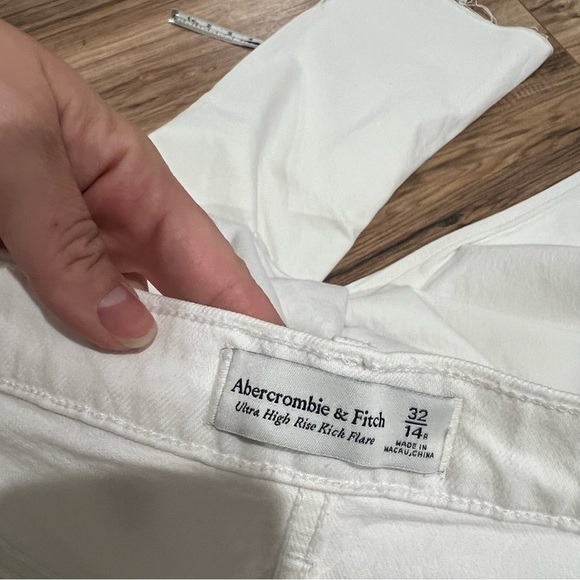 Abercrombie & Fitch
Ultra High Rise Kick Flare
32
14R
MADE IN
MACAU,CHINA